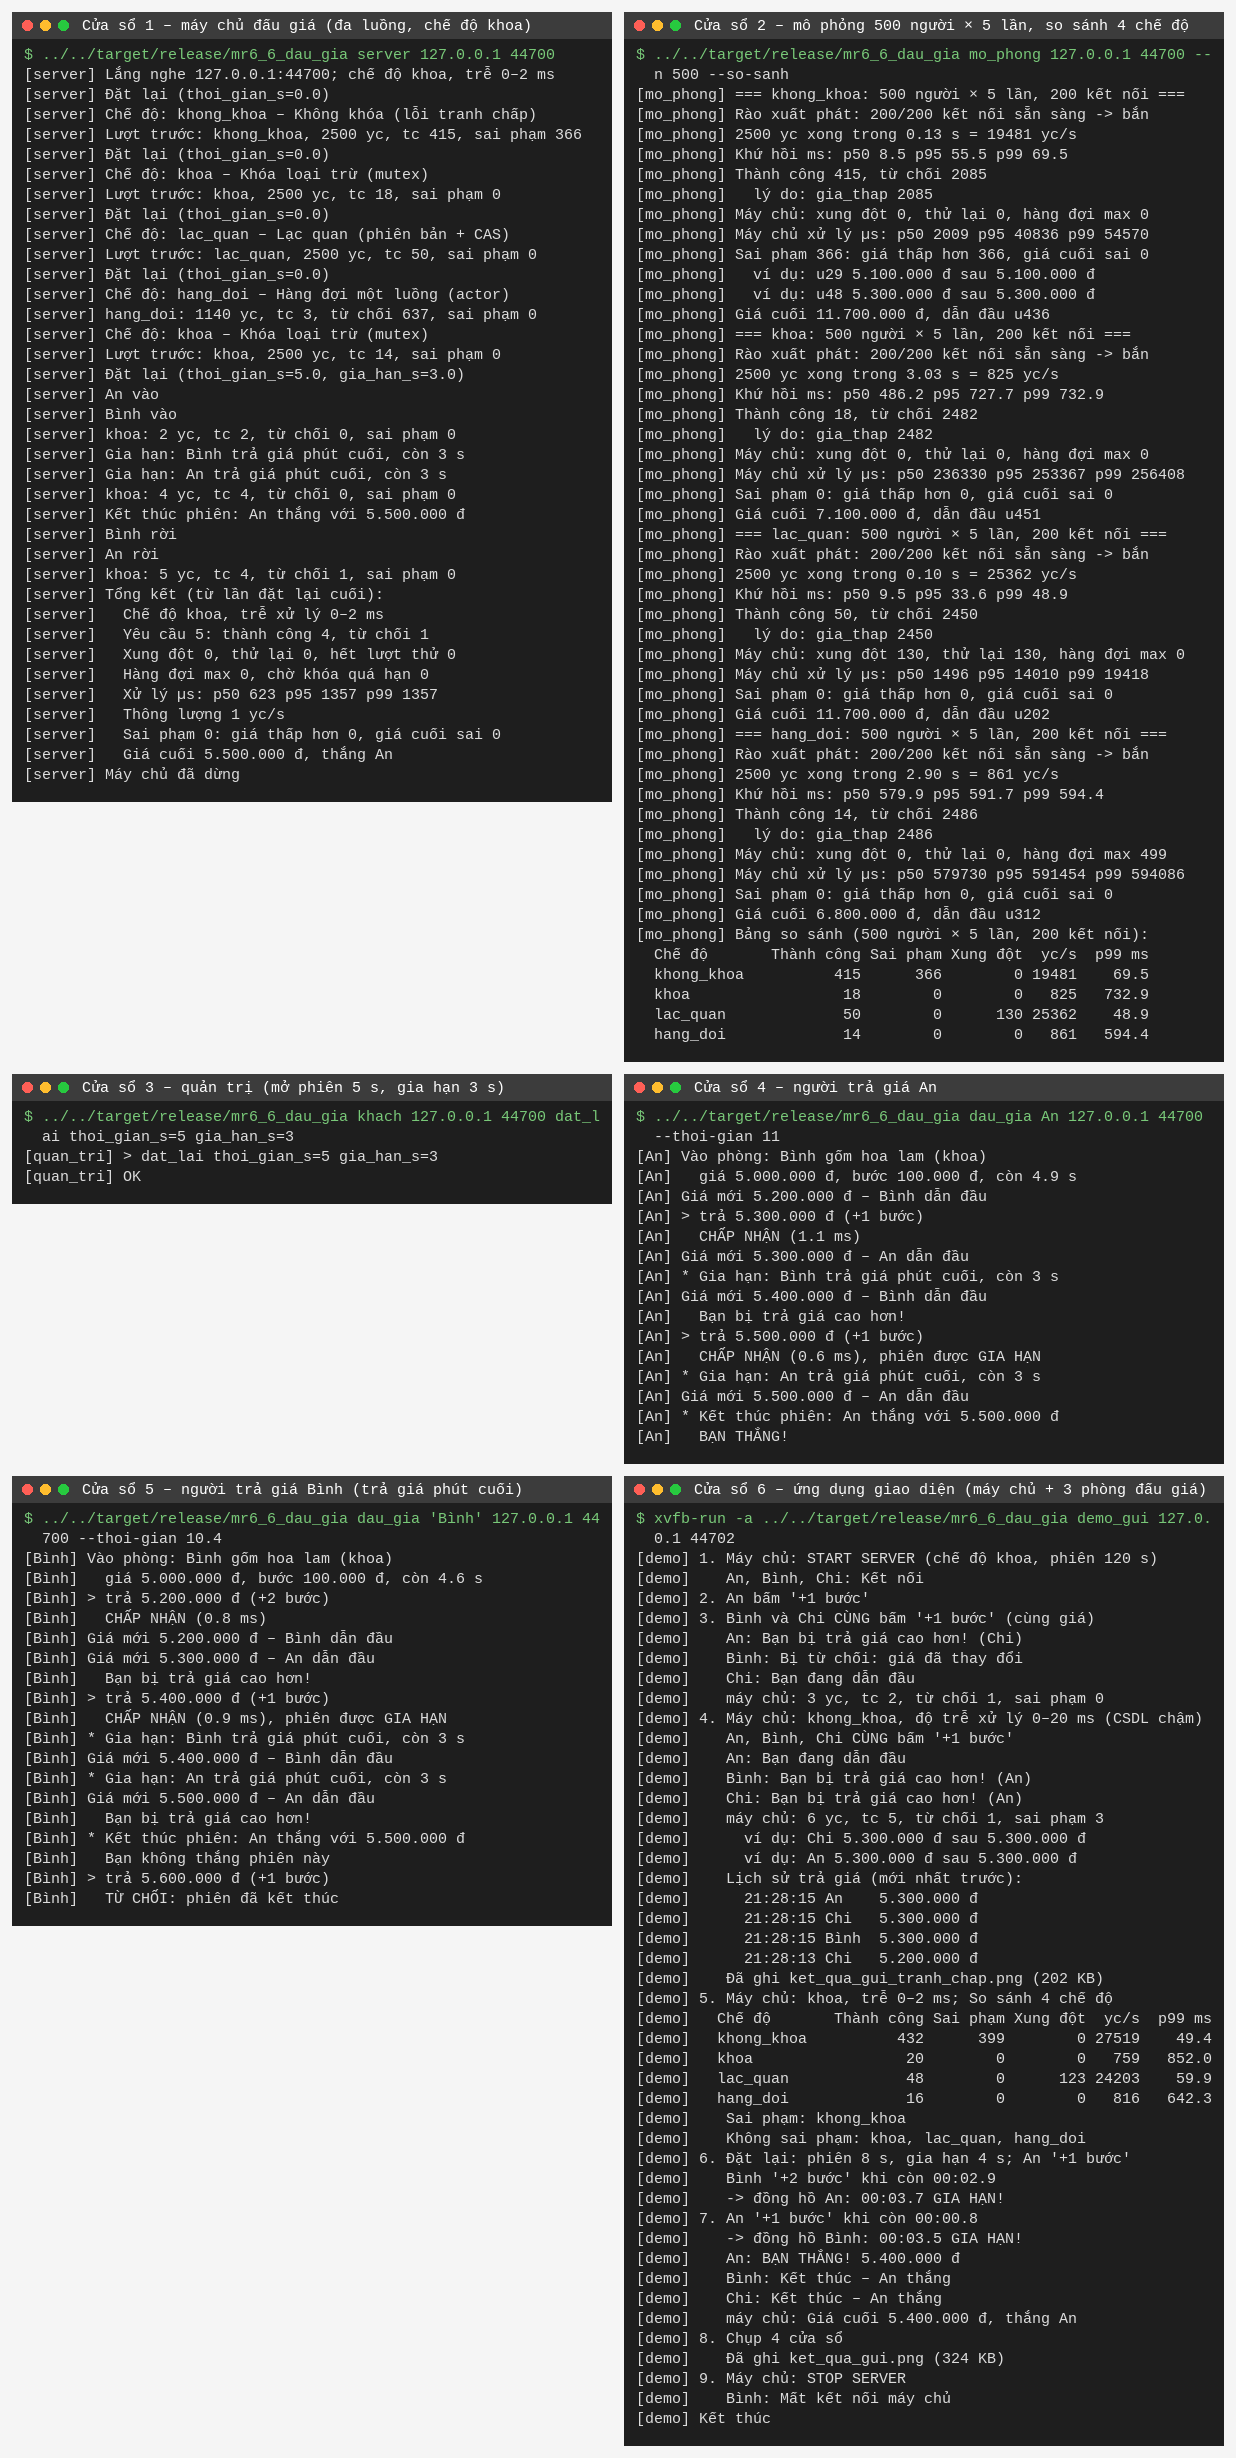 Cửa sổ 1 – máy chủ đấu giá (đa luồng, chế độ khoa)
$ ../../target/release/mr6_6_dau_gia server 127.0.0.1 44700
[server] Lắng nghe 127.0.0.1:44700; chế độ khoa, trễ 0–2 ms
[server] Đặt lại (thoi_gian_s=0.0)
[server] Chế độ: khong_khoa – Không khóa (lỗi tranh chấp)
[server] Lượt trước: khong_khoa, 2500 yc, tc 415, sai phạm 366
[server] Đặt lại (thoi_gian_s=0.0)
[server] Chế độ: khoa – Khóa loại trừ (mutex)
[server] Lượt trước: khoa, 2500 yc, tc 18, sai phạm 0
[server] Đặt lại (thoi_gian_s=0.0)
[server] Chế độ: lac_quan – Lạc quan (phiên bản + CAS)
[server] Lượt trước: lac_quan, 2500 yc, tc 50, sai phạm 0
[server] Đặt lại (thoi_gian_s=0.0)
[server] Chế độ: hang_doi – Hàng đợi một luồng (actor)
[server] hang_doi: 1140 yc, tc 3, từ chối 637, sai phạm 0
[server] Chế độ: khoa – Khóa loại trừ (mutex)
[server] Lượt trước: khoa, 2500 yc, tc 14, sai phạm 0
[server] Đặt lại (thoi_gian_s=5.0, gia_han_s=3.0)
[server] An vào
[server] Bình vào
[server] khoa: 2 yc, tc 2, từ chối 0, sai phạm 0
[server] Gia hạn: Bình trả giá phút cuối, còn 3 s
[server] Gia hạn: An trả giá phút cuối, còn 3 s
[server] khoa: 4 yc, tc 4, từ chối 0, sai phạm 0
[server] Kết thúc phiên: An thắng với 5.500.000 đ
[server] Bình rời
[server] An rời
[server] khoa: 5 yc, tc 4, từ chối 1, sai phạm 0
[server] Tổng kết (từ lần đặt lại cuối):
[server]   Chế độ khoa, trễ xử lý 0–2 ms
[server]   Yêu cầu 5: thành công 4, từ chối 1
[server]   Xung đột 0, thử lại 0, hết lượt thử 0
[server]   Hàng đợi max 0, chờ khóa quá hạn 0
[server]   Xử lý µs: p50 623 p95 1357 p99 1357
[server]   Thông lượng 1 yc/s
[server]   Sai phạm 0: giá thấp hơn 0, giá cuối sai 0
[server]   Giá cuối 5.500.000 đ, thắng An
[server] Máy chủ đã dừng
Cửa sổ 2 – mô phỏng 500 người × 5 lần, so sánh 4 chế độ
$ ../../target/release/mr6_6_dau_gia mo_phong 127.0.0.1 44700 --
n 500 --so-sanh
[mo_phong] === khong_khoa: 500 người × 5 lần, 200 kết nối ===
[mo_phong] Rào xuất phát: 200/200 kết nối sẵn sàng -> bắn
[mo_phong] 2500 yc xong trong 0.13 s = 19481 yc/s
[mo_phong] Khứ hồi ms: p50 8.5 p95 55.5 p99 69.5
[mo_phong] Thành công 415, từ chối 2085
[mo_phong]   lý do: gia_thap 2085
[mo_phong] Máy chủ: xung đột 0, thử lại 0, hàng đợi max 0
[mo_phong] Máy chủ xử lý µs: p50 2009 p95 40836 p99 54570
[mo_phong] Sai phạm 366: giá thấp hơn 366, giá cuối sai 0
[mo_phong]   ví dụ: u29 5.100.000 đ sau 5.100.000 đ
[mo_phong]   ví dụ: u48 5.300.000 đ sau 5.300.000 đ
[mo_phong] Giá cuối 11.700.000 đ, dẫn đầu u436
[mo_phong] === khoa: 500 người × 5 lần, 200 kết nối ===
[mo_phong] Rào xuất phát: 200/200 kết nối sẵn sàng -> bắn
[mo_phong] 2500 yc xong trong 3.03 s = 825 yc/s
[mo_phong] Khứ hồi ms: p50 486.2 p95 727.7 p99 732.9
[mo_phong] Thành công 18, từ chối 2482
[mo_phong]   lý do: gia_thap 2482
[mo_phong] Máy chủ: xung đột 0, thử lại 0, hàng đợi max 0
[mo_phong] Máy chủ xử lý µs: p50 236330 p95 253367 p99 256408
[mo_phong] Sai phạm 0: giá thấp hơn 0, giá cuối sai 0
[mo_phong] Giá cuối 7.100.000 đ, dẫn đầu u451
[mo_phong] === lac_quan: 500 người × 5 lần, 200 kết nối ===
[mo_phong] Rào xuất phát: 200/200 kết nối sẵn sàng -> bắn
[mo_phong] 2500 yc xong trong 0.10 s = 25362 yc/s
[mo_phong] Khứ hồi ms: p50 9.5 p95 33.6 p99 48.9
[mo_phong] Thành công 50, từ chối 2450
[mo_phong]   lý do: gia_thap 2450
[mo_phong] Máy chủ: xung đột 130, thử lại 130, hàng đợi max 0
[mo_phong] Máy chủ xử lý µs: p50 1496 p95 14010 p99 19418
[mo_phong] Sai phạm 0: giá thấp hơn 0, giá cuối sai 0
[mo_phong] Giá cuối 11.700.000 đ, dẫn đầu u202
[mo_phong] === hang_doi: 500 người × 5 lần, 200 kết nối ===
[mo_phong] Rào xuất phát: 200/200 kết nối sẵn sàng -> bắn
[mo_phong] 2500 yc xong trong 2.90 s = 861 yc/s
[mo_phong] Khứ hồi ms: p50 579.9 p95 591.7 p99 594.4
[mo_phong] Thành công 14, từ chối 2486
[mo_phong]   lý do: gia_thap 2486
[mo_phong] Máy chủ: xung đột 0, thử lại 0, hàng đợi max 499
[mo_phong] Máy chủ xử lý µs: p50 579730 p95 591454 p99 594086
[mo_phong] Sai phạm 0: giá thấp hơn 0, giá cuối sai 0
[mo_phong] Giá cuối 6.800.000 đ, dẫn đầu u312
[mo_phong] Bảng so sánh (500 người × 5 lần, 200 kết nối):
Chế độ       Thành công Sai phạm Xung đột  yc/s  p99 ms
khong_khoa          415      366        0 19481    69.5
khoa                 18        0        0   825   732.9
lac_quan             50        0      130 25362    48.9
hang_doi             14        0        0   861   594.4
Cửa sổ 3 – quản trị (mở phiên 5 s, gia hạn 3 s)
$ ../../target/release/mr6_6_dau_gia khach 127.0.0.1 44700 dat_l
ai thoi_gian_s=5 gia_han_s=3
[quan_tri] > dat_lai thoi_gian_s=5 gia_han_s=3
[quan_tri] OK
Cửa sổ 4 – người trả giá An
$ ../../target/release/mr6_6_dau_gia dau_gia An 127.0.0.1 44700
--thoi-gian 11
[An] Vào phòng: Bình gốm hoa lam (khoa)
[An]   giá 5.000.000 đ, bước 100.000 đ, còn 4.9 s
[An] Giá mới 5.200.000 đ – Bình dẫn đầu
[An] > trả 5.300.000 đ (+1 bước)
[An]   CHẤP NHẬN (1.1 ms)
[An] Giá mới 5.300.000 đ – An dẫn đầu
[An] * Gia hạn: Bình trả giá phút cuối, còn 3 s
[An] Giá mới 5.400.000 đ – Bình dẫn đầu
[An]   Bạn bị trả giá cao hơn!
[An] > trả 5.500.000 đ (+1 bước)
[An]   CHẤP NHẬN (0.6 ms), phiên được GIA HẠN
[An] * Gia hạn: An trả giá phút cuối, còn 3 s
[An] Giá mới 5.500.000 đ – An dẫn đầu
[An] * Kết thúc phiên: An thắng với 5.500.000 đ
[An]   BẠN THẮNG!
Cửa sổ 5 – người trả giá Bình (trả giá phút cuối)
$ ../../target/release/mr6_6_dau_gia dau_gia 'Bình' 127.0.0.1 44
700 --thoi-gian 10.4
[Bình] Vào phòng: Bình gốm hoa lam (khoa)
[Bình]   giá 5.000.000 đ, bước 100.000 đ, còn 4.6 s
[Bình] > trả 5.200.000 đ (+2 bước)
[Bình]   CHẤP NHẬN (0.8 ms)
[Bình] Giá mới 5.200.000 đ – Bình dẫn đầu
[Bình] Giá mới 5.300.000 đ – An dẫn đầu
[Bình]   Bạn bị trả giá cao hơn!
[Bình] > trả 5.400.000 đ (+1 bước)
[Bình]   CHẤP NHẬN (0.9 ms), phiên được GIA HẠN
[Bình] * Gia hạn: Bình trả giá phút cuối, còn 3 s
[Bình] Giá mới 5.400.000 đ – Bình dẫn đầu
[Bình] * Gia hạn: An trả giá phút cuối, còn 3 s
[Bình] Giá mới 5.500.000 đ – An dẫn đầu
[Bình]   Bạn bị trả giá cao hơn!
[Bình] * Kết thúc phiên: An thắng với 5.500.000 đ
[Bình]   Bạn không thắng phiên này
[Bình] > trả 5.600.000 đ (+1 bước)
[Bình]   TỪ CHỐI: phiên đã kết thúc
Cửa sổ 6 – ứng dụng giao diện (máy chủ + 3 phòng đấu giá)
$ xvfb-run -a ../../target/release/mr6_6_dau_gia demo_gui 127.0.
0.1 44702
[demo] 1. Máy chủ: START SERVER (chế độ khoa, phiên 120 s)
[demo]    An, Bình, Chi: Kết nối
[demo] 2. An bấm '+1 bước'
[demo] 3. Bình và Chi CÙNG bấm '+1 bước' (cùng giá)
[demo]    An: Bạn bị trả giá cao hơn! (Chi)
[demo]    Bình: Bị từ chối: giá đã thay đổi
[demo]    Chi: Bạn đang dẫn đầu
[demo]    máy chủ: 3 yc, tc 2, từ chối 1, sai phạm 0
[demo] 4. Máy chủ: khong_khoa, độ trễ xử lý 0–20 ms (CSDL chậm)
[demo]    An, Bình, Chi CÙNG bấm '+1 bước'
[demo]    An: Bạn đang dẫn đầu
[demo]    Bình: Bạn bị trả giá cao hơn! (An)
[demo]    Chi: Bạn bị trả giá cao hơn! (An)
[demo]    máy chủ: 6 yc, tc 5, từ chối 1, sai phạm 3
[demo]      ví dụ: Chi 5.300.000 đ sau 5.300.000 đ
[demo]      ví dụ: An 5.300.000 đ sau 5.300.000 đ
[demo]    Lịch sử trả giá (mới nhất trước):
[demo]      21:28:15 An    5.300.000 đ
[demo]      21:28:15 Chi   5.300.000 đ
[demo]      21:28:15 Bình  5.300.000 đ
[demo]      21:28:13 Chi   5.200.000 đ
[demo]    Đã ghi ket_qua_gui_tranh_chap.png (202 KB)
[demo] 5. Máy chủ: khoa, trễ 0–2 ms; So sánh 4 chế độ
[demo]   Chế độ       Thành công Sai phạm Xung đột  yc/s  p99 ms
[demo]   khong_khoa          432      399        0 27519    49.4
[demo]   khoa                 20        0        0   759   852.0
[demo]   lac_quan             48        0      123 24203    59.9
[demo]   hang_doi             16        0        0   816   642.3
[demo]    Sai phạm: khong_khoa
[demo]    Không sai phạm: khoa, lac_quan, hang_doi
[demo] 6. Đặt lại: phiên 8 s, gia hạn 4 s; An '+1 bước'
[demo]    Bình '+2 bước' khi còn 00:02.9
[demo]    -> đồng hồ An: 00:03.7 GIA HẠN!
[demo] 7. An '+1 bước' khi còn 00:00.8
[demo]    -> đồng hồ Bình: 00:03.5 GIA HẠN!
[demo]    An: BẠN THẮNG! 5.400.000 đ
[demo]    Bình: Kết thúc – An thắng
[demo]    Chi: Kết thúc – An thắng
[demo]    máy chủ: Giá cuối 5.400.000 đ, thắng An
[demo] 8. Chụp 4 cửa sổ
[demo]    Đã ghi ket_qua_gui.png (324 KB)
[demo] 9. Máy chủ: STOP SERVER
[demo]    Bình: Mất kết nối máy chủ
[demo] Kết thúc